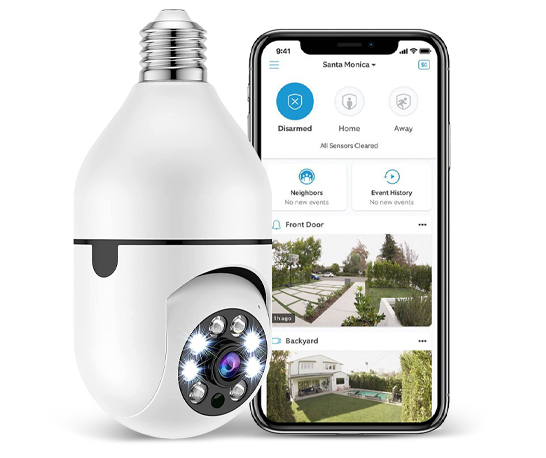 9:41
Santa Monica
Disarmed
Home
Away
All Sensors Cleared
Neighbors
No new events
Event History
No new events
Front Door
1h ago
Backyard